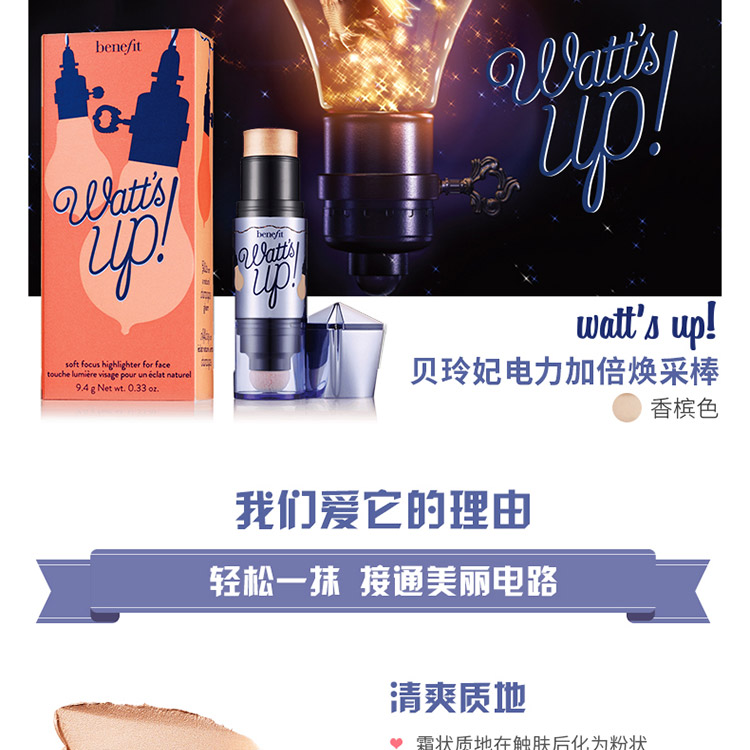 benefit
Watt's
up!
soft focus highlighter for face
touche lumière visage pour un éclat naturel
9.4 g Net wt. 0.33 oz.
benefit
Watt's
up!
Watt's
up!
watt's up!
贝玲妃电力加倍焕采棒
香槟色
我们爱它的理由
轻松一抹 接通美丽电路
清爽质地
霜状质地在触肤后化为粉状